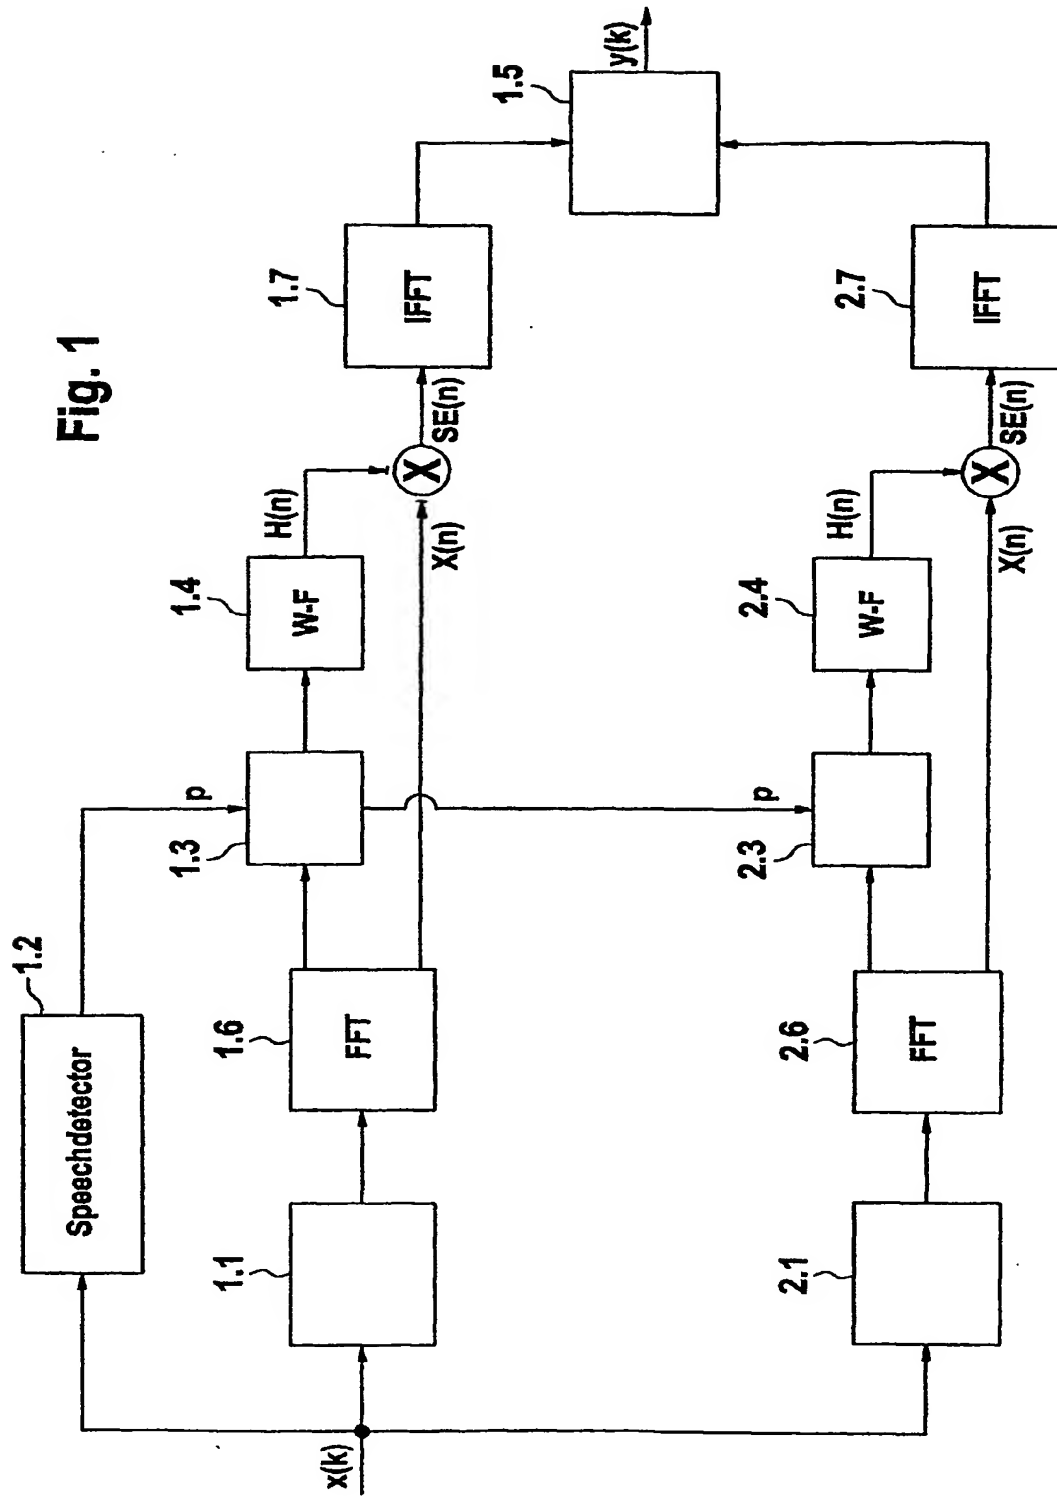 Fig. 1
Speechdetector
1.2
x(k)
1.1
1.6
FFT
p
1.3
1.4
W-F
H(n)
X(n)
X
SE(n)
1.7
IFFT
1.5
y(k)
2.1
2.6
FFT
p
2.3
2.4
W-F
H(n)
X(n)
X
SE(n)
2.7
IFFT